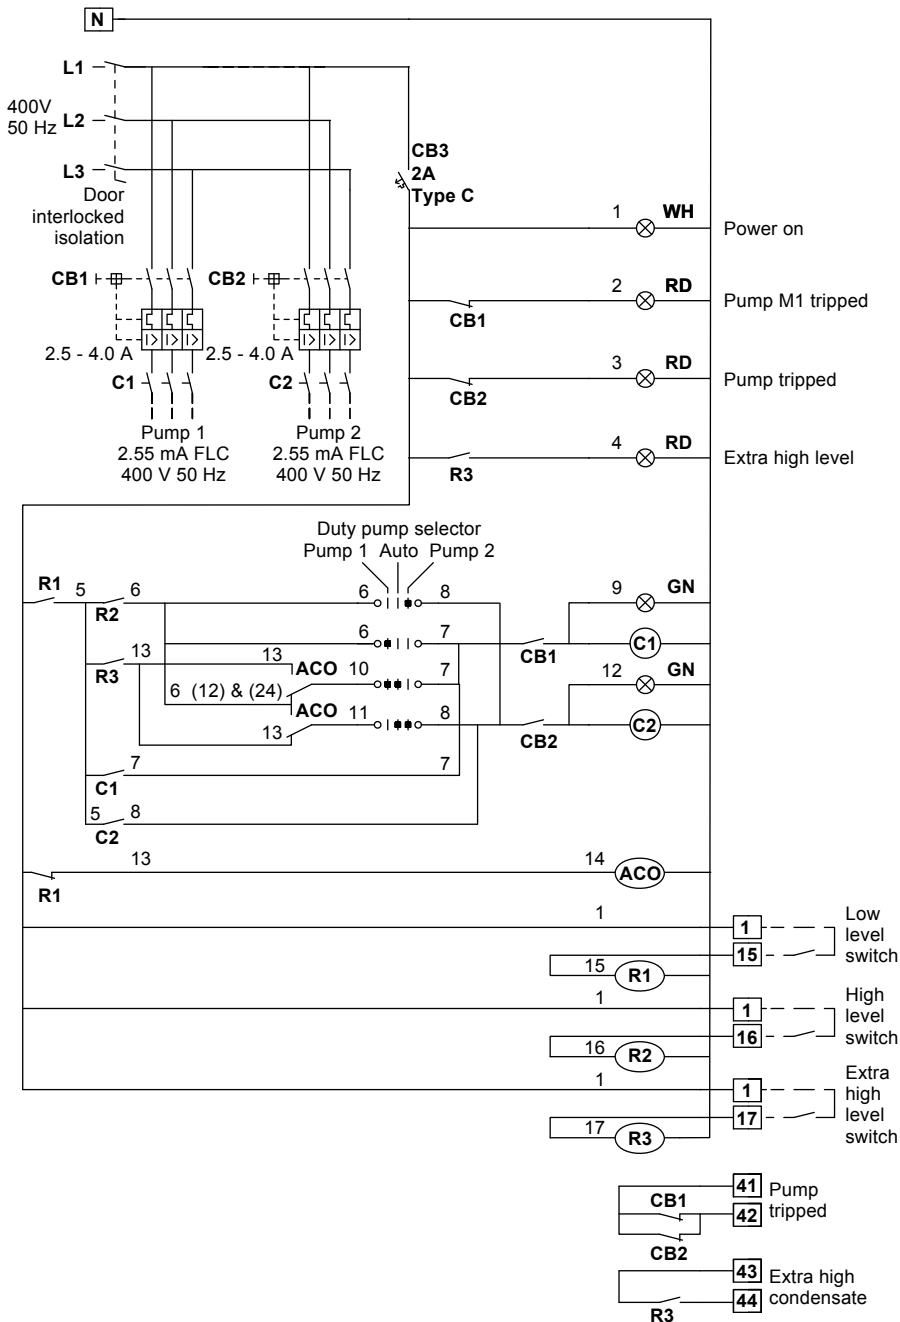 N
L1
400V
50 Hz L2
L3
Door
interlocked
isolation
CB3
2A
Type C
1 WH
Power on
CB1
CB2
2 RD
Pump M1 tripped
CB1
2.5 - 4.0 A
2.5 - 4.0 A
3 RD
Pump tripped
CB2
C1
C2
Pump 1
2.55 mA FLC
400 V 50 Hz
Pump 2
2.55 mA FLC
400 V 50 Hz
4 RD
Extra high level
R3
Duty pump selector
Pump 1 Auto Pump 2
R1 5 6
R2
6 8
9 GN
6 7
CB1
C1
R3 13 13
ACO 10 7
12 GN
6 (12) & (24)
ACO 11 8
13
CB2
C2
7 7
C1
5 8
C2
13 14
ACO
R1
1
1
Low
level
switch
15
15
R1
1
1
High
level
switch
16
16
R2
1
1
Extra
high
level
switch
17
17
R3
41
Pump
tripped
CB1
42
CB2
43
Extra high
condensate
44
R3